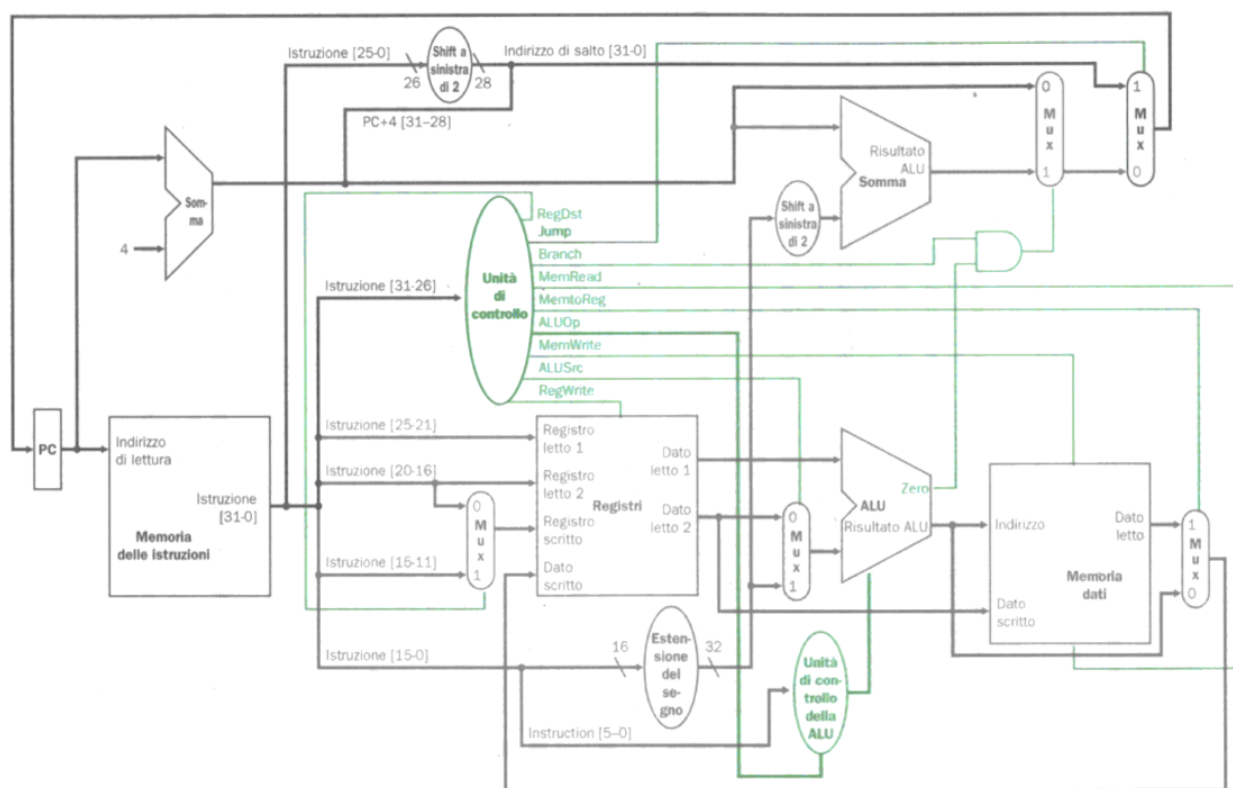 Istruzione [25-0]
26
Shift a
sinistra
di 2
28
Indirizzo di salto [31-0]
PC+4 [31–28]
4
Som-
ma
Risultato
ALU
Somma
Shift a
sinistra
di 2
0
M
u
x
1
1
M
u
x
0
Istruzione [31-26]
Unità
di
controllo
RegDst
Jump
Branch
MemRead
MemtoReg
ALUOp
MemWrite
ALUSrc
RegWrite
PC
Indirizzo
di lettura
Istruzione
[31-0]
Memoria
delle istruzioni
Istruzione [25-21]
Istruzione [20-16]
Istruzione [15-11]
Istruzione [15-0]
0
M
u
x
1
Registro
letto 1
Registro
letto 2
Registro
scritto
Dato
scritto
Registri
Dato
letto 1
Dato
letto 2
0
M
u
x
1
ALU
Zero
Risultato ALU
Indirizzo
Dato
letto
Memoria
dati
Dato
scritto
1
M
u
x
0
16
Esten-
sione
del
se-
gno
32
Unità
di con-
trollo
della
ALU
Instruction [5–0]